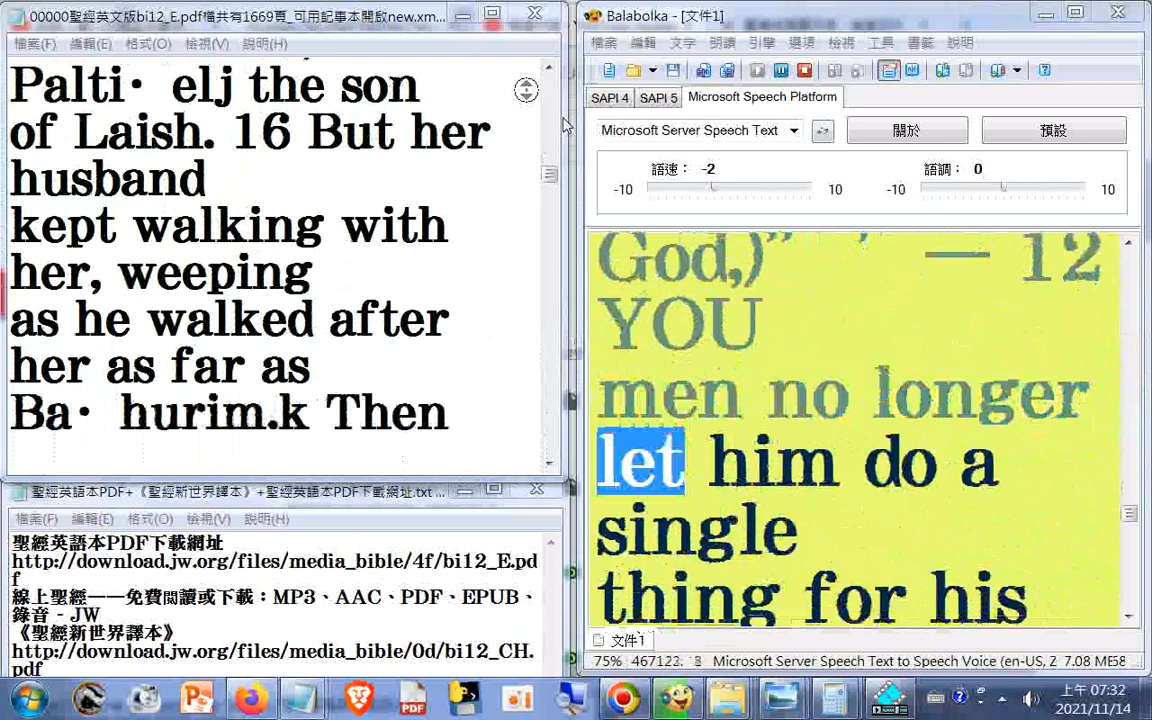 00000聖經英文版bi12_E.pdf檔共有1669頁_可用記事本開啟new.xm...
檔案(F) 編輯(E) 格式(O) 檢視(V) 說明(H)
Palti· elj the son
of Laish. 16 But her
husband
kept walking with
her, weeping
as he walked after
her as far as
Ba· hurim.k Then
聖經英語本PDF+《聖經新世界譯本》+聖經英語本PDF下載網址.txt ...
檔案(F) 編輯(E) 格式(O) 檢視(V) 說明(H)
聖經英語本PDF下載網址
http://download.jw.org/files/media_bible/4f/bi12_E.pd
f
線上聖經——免費閱讀或下載：MP3、AAC、PDF、EPUB、
錄音 - JW
《聖經新世界譯本》
http://download.jw.org/files/media_bible/0d/bi12_CH.
pdf
Balabolka - [文件1]
檔案 編輯 文字 朗讀 引擎 選項 檢視 工具 書籤 說明
SAPI 4 SAPI 5 Microsoft Speech Platform
Microsoft Server Speech Text 關於 預設
語速： -2 語調： 0
-10 10 -10 10
God,)” ’ — 12
YOU
men no longer
let him do a
single
thing for his
文件1
75% 467122. Microsoft Server Speech Text to Speech Voice (en-US, Z 7.08 ME58
上午 07:32
2021/11/14